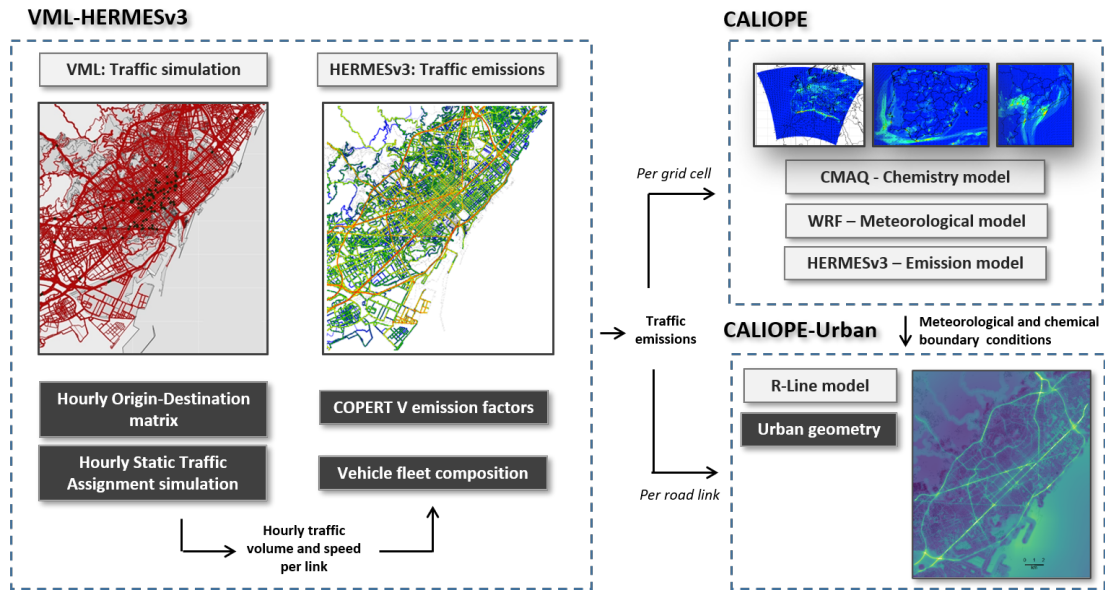 VML-HERMESv3
VML: Traffic simulation
HERMESv3: Traffic emissions
Hourly Origin-Destination
matrix
Hourly Static Traffic
Assignment simulation
COPERT V emission factors
Vehicle fleet composition
Hourly traffic
volume and speed
per link
Traffic
emissions
Per grid cell
Per road link
CALIOPE
CMAQ - Chemistry model
WRF – Meteorological model
HERMESv3 – Emission model
Meteorological and chemical
boundary conditions
CALIOPE-Urban
R-Line model
Urban geometry
0 1 2